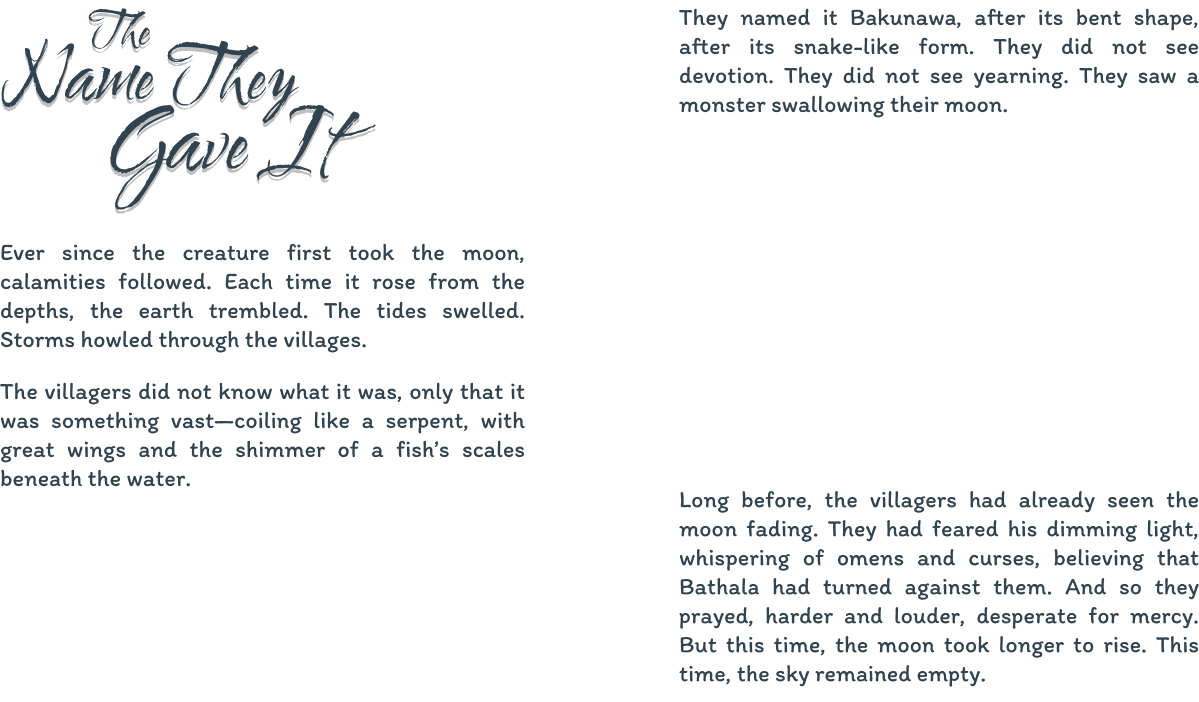 The
Name They
Gave It
Ever since the creature first took the moon,
calamities followed. Each time it rose from the
depths, the earth trembled. The tides swelled.
Storms howled through the villages.
The villagers did not know what it was, only that it
was something vast—coiling like a serpent, with
great wings and the shimmer of a fish’s scales
beneath the water.
They named it Bakunawa, after its bent shape,
after its snake-like form. They did not see
devotion. They did not see yearning. They saw a
monster swallowing their moon.
Long before, the villagers had already seen the
moon fading. They had feared his dimming light,
whispering of omens and curses, believing that
Bathala had turned against them. And so they
prayed, harder and louder, desperate for mercy.
But this time, the moon took longer to rise. This
time, the sky remained empty.